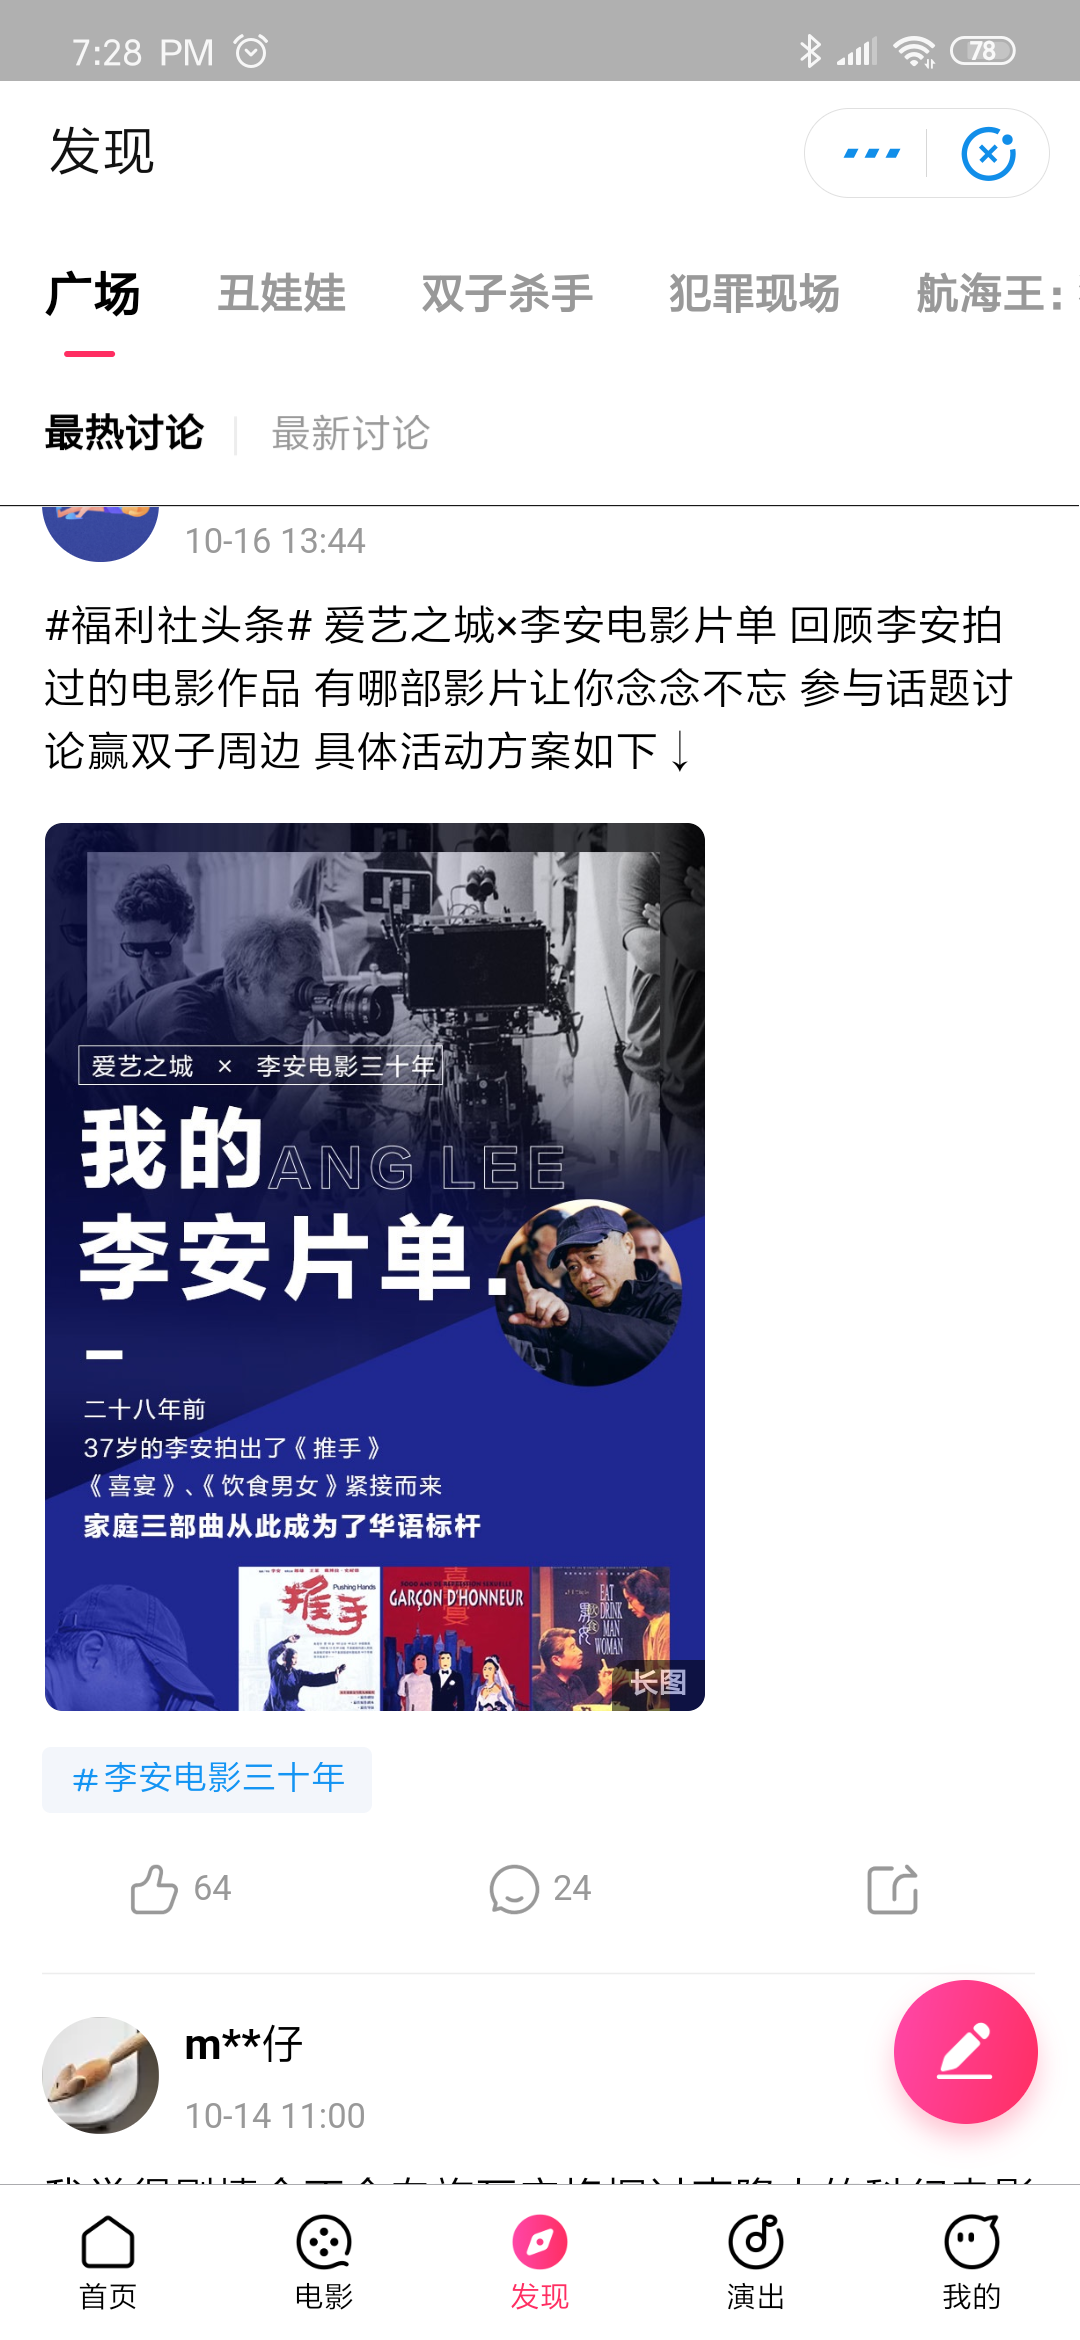 7:28 PM
78
发现
广场
丑娃娃
双子杀手
犯罪现场
航海王:
最热讨论
最新讨论
10-16 13:44
#福利社头条# 爱艺之城×李安电影片单 回顾李安拍
过的电影作品 有哪部影片让你念念不忘 参与话题讨
论赢双子周边 具体活动方案如下↓
爱艺之城 × 李安电影三十年
我的ANG LEE
李安片单.
二十八年前
37岁的李安拍出了《推手》
《喜宴》、《饮食男女》紧接而来
家庭三部曲从此成为了华语标杆
推手
Pushing Hands
GARÇON D'HONNEUR
EAT
DRINK
MAN
WOMAN
长图
#李安电影三十年
64
24
m**仔
10-14 11:00
首页
电影
发现
演出
我的